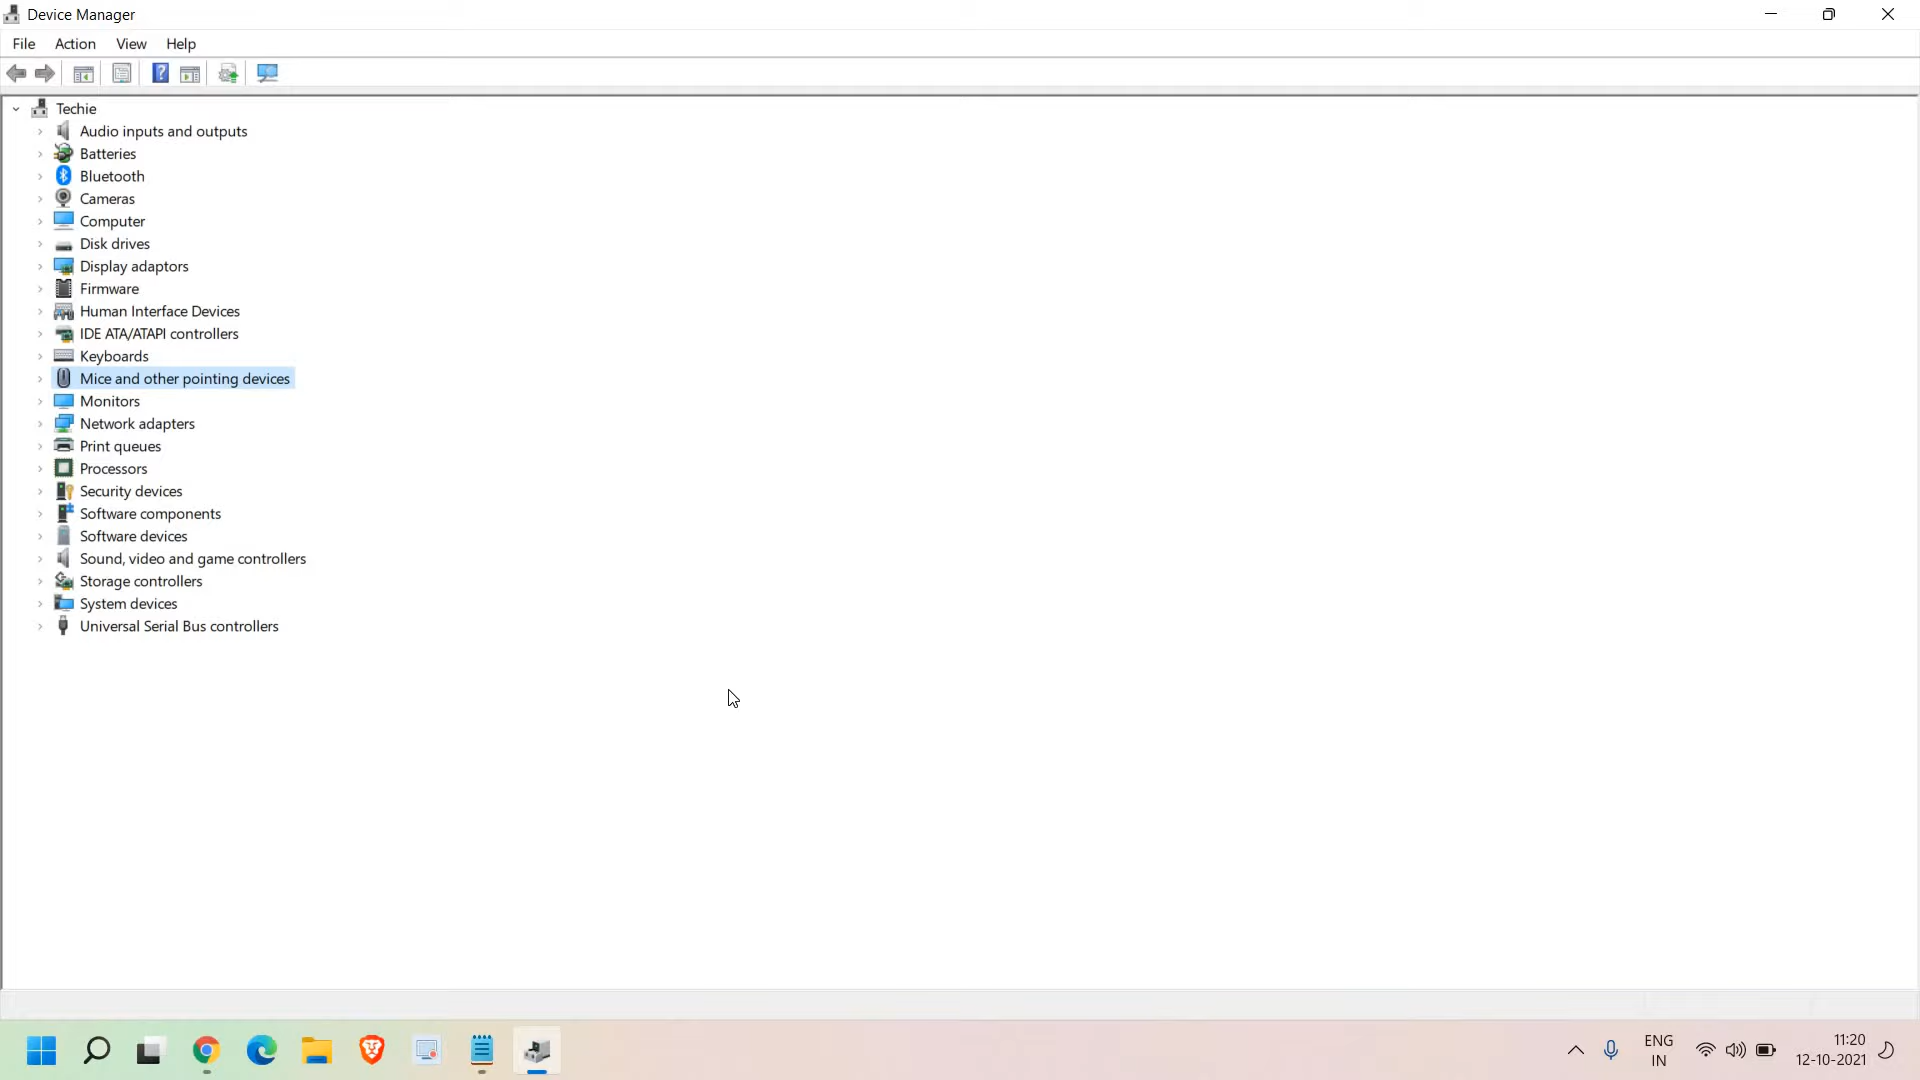 Device Manager
File Action View Help
?
Techie
Audio inputs and outputs
Batteries
Bluetooth
Cameras
Computer
Disk drives
Display adaptors
Firmware
Human Interface Devices
IDE ATA/ATAPI controllers
Keyboards
Mice and other pointing devices
Monitors
Network adapters
Print queues
Processors
Security devices
Software components
Software devices
Sound, video and game controllers
Storage controllers
System devices
Universal Serial Bus controllers
ENG
IN
11:20
12-10-2021